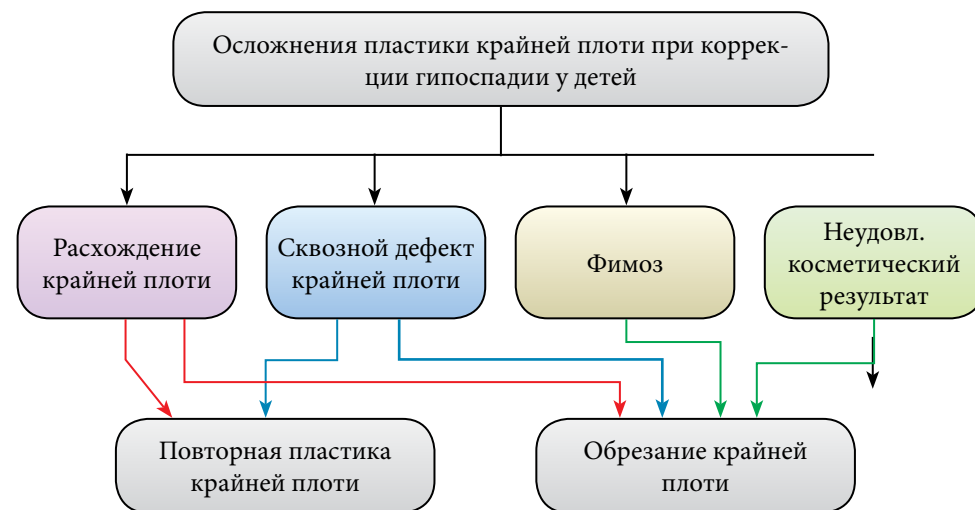 Осложнения пластики крайней плоти при коррек-
ции гипоспадии у детей
Расхождение
крайней плоти
Сквозной дефект
крайней плоти
Фимоз
Неудовл.
косметический
результат
Повторная пластика
крайней плоти
Обрезание крайней
плоти